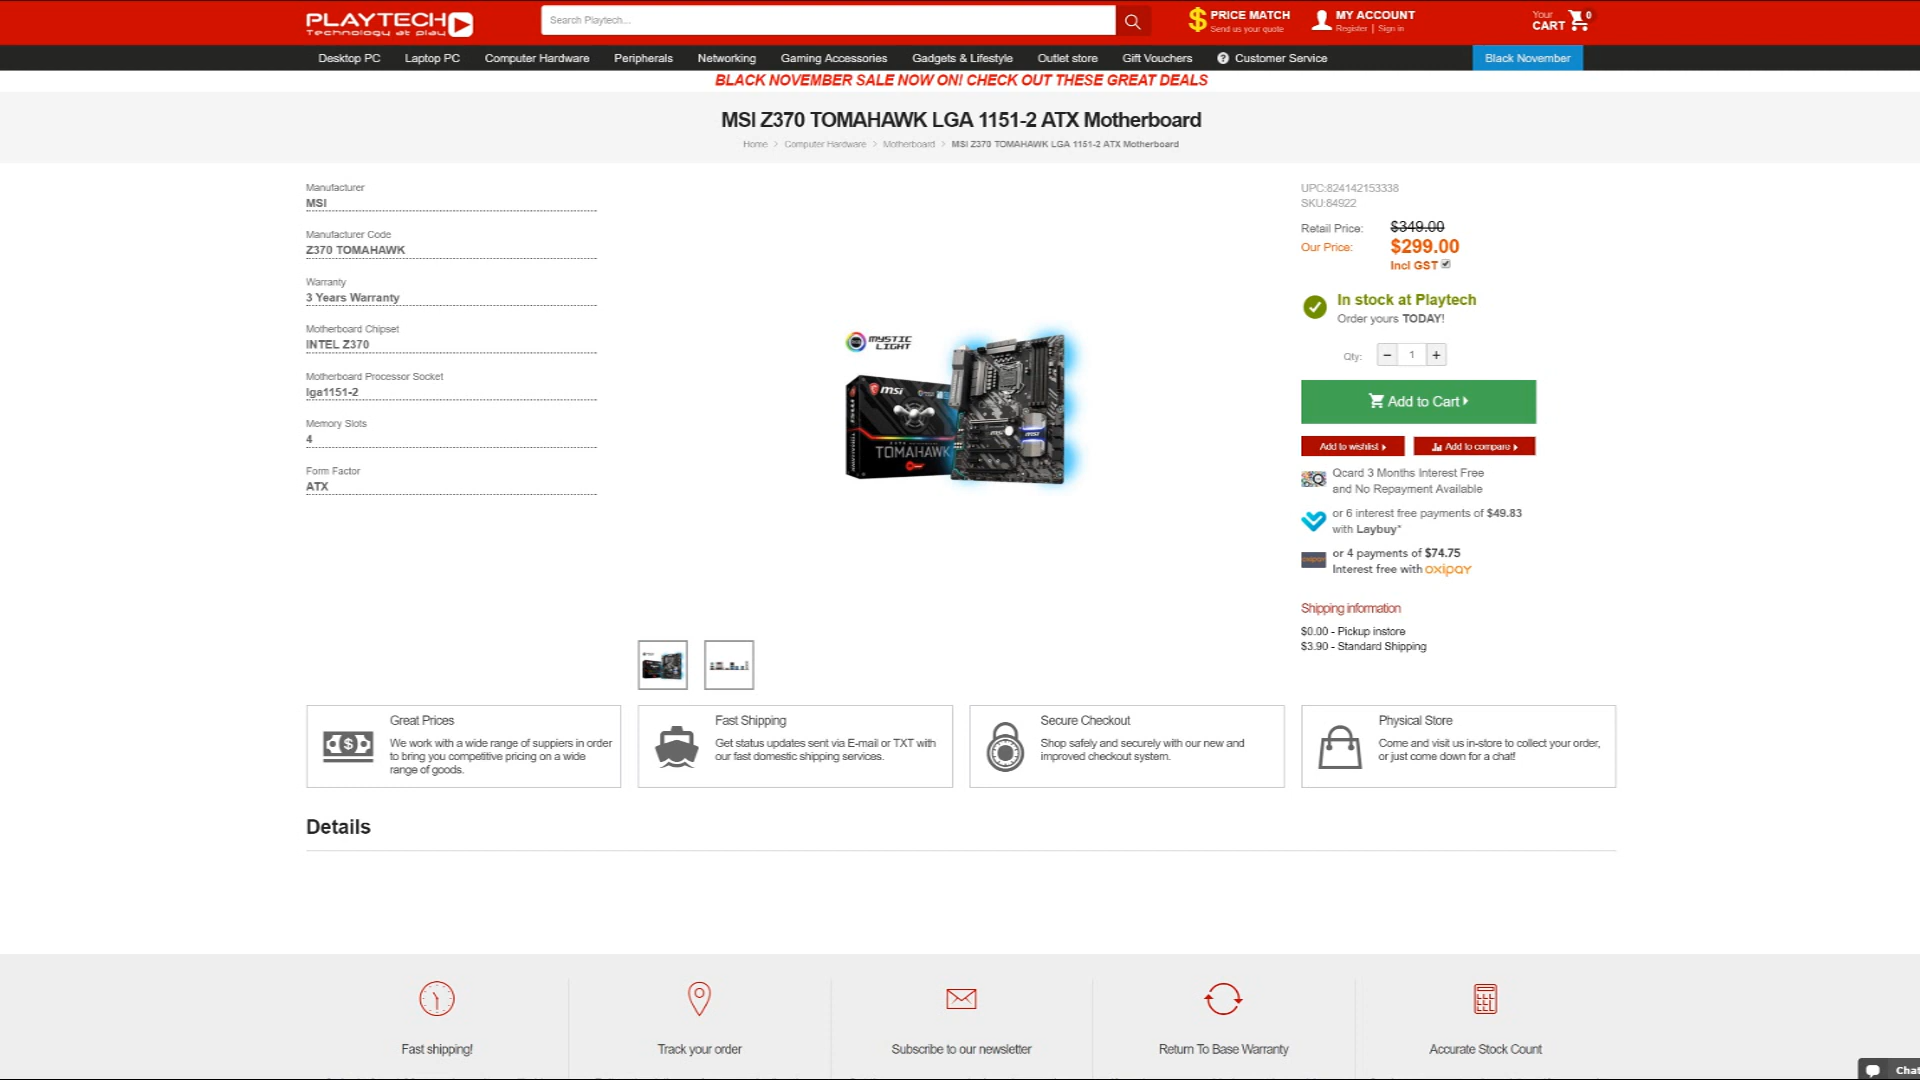 PLAYTECH
Technology at play
Search Playtech...
PRICE MATCH
Send us your quote
MY ACCOUNT
Register | Sign in
Your
CART
0
Desktop PC
Laptop PC
Computer Hardware
Peripherals
Networking
Gaming Accessories
Gadgets & Lifestyle
Outlet store
Gift Vouchers
Customer Service
Black November
BLACK NOVEMBER SALE NOW ON! CHECK OUT THESE GREAT DEALS
MSI Z370 TOMAHAWK LGA 1151-2 ATX Motherboard
Home > Computer Hardware > Motherboard > MSI Z370 TOMAHAWK LGA 1151-2 ATX Motherboard
Manufacturer
MSI
Manufacturer Code
Z370 TOMAHAWK
Warranty
3 Years Warranty
Motherboard Chipset
INTEL Z370
Motherboard Processor Socket
lga1151-2
Memory Slots
4
Form Factor
ATX
MYSTIC
LIGHT
msi
TOMAHAWK
UPC:824142153338
SKU:84922
Retail Price: $349.00
Our Price: $299.00
Incl GST
In stock at Playtech
Order yours TODAY!
Qty: - 1 +
Add to Cart
Add to wishlist
Add to compare
Qcard 3 Months Interest Free
and No Repayment Available
or 6 interest free payments of $49.83
with Laybuy*
or 4 payments of $74.75
Interest free with oxipay
Shipping information
$0.00 - Pickup instore
$3.90 - Standard Shipping
Great Prices
We work with a wide range of suppiers in order
to bring you competitive pricing on a wide
range of goods.
Fast Shipping
Get status updates sent via E-mail or TXT with
our fast domestic shipping services.
Secure Checkout
Shop safely and securely with our new and
improved checkout system.
Physical Store
Come and visit us in-store to collect your order,
or just come down for a chat!
Details
Fast shipping!
Track your order
Subscribe to our newsletter
Return To Base Warranty
Accurate Stock Count
Chat